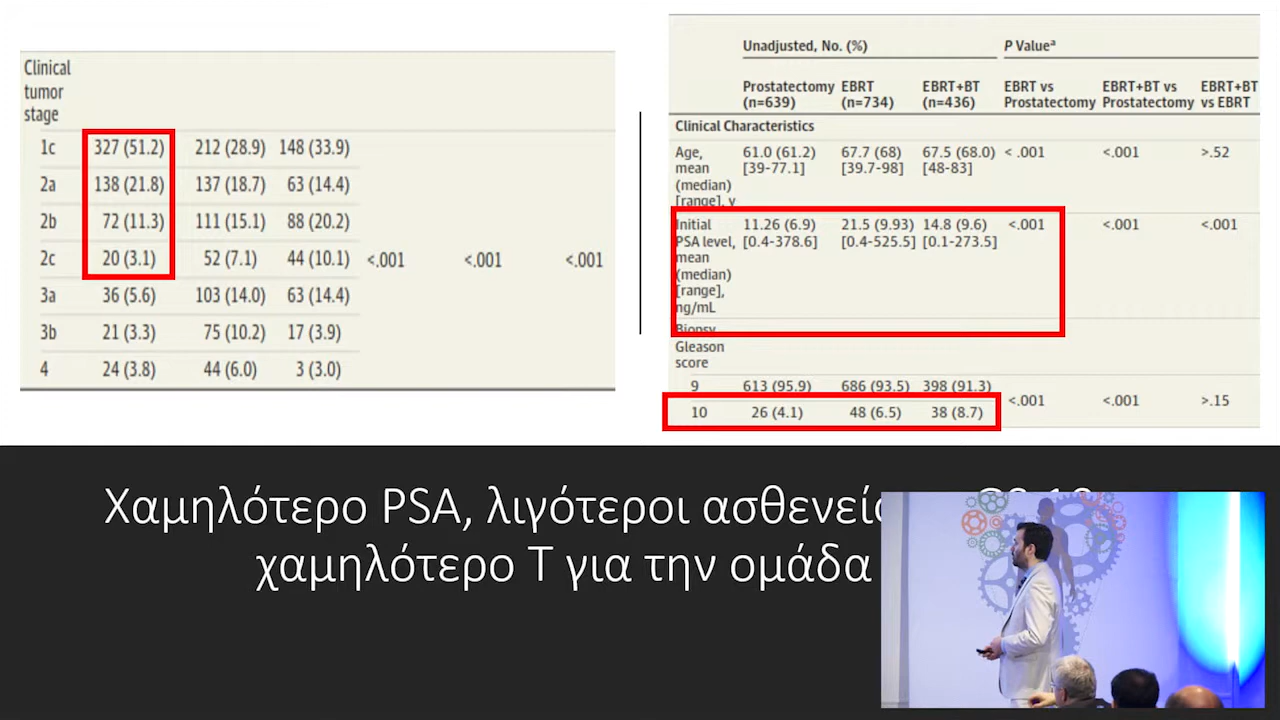 Clinical
tumor
stage
1c 327 (51.2) 212 (28.9) 148 (33.9)
2a 138 (21.8) 137 (18.7) 63 (14.4)
2b 72 (11.3) 111 (15.1) 88 (20.2)
2c 20 (3.1) 52 (7.1) 44 (10.1) <.001 <.001 <.001
3a 36 (5.6) 103 (14.0) 63 (14.4)
3b 21 (3.3) 75 (10.2) 17 (3.9)
4 24 (3.8) 44 (6.0) 3 (3.0)
Unadjusted, No. (%) P Valueª
Prostatectomy EBRT EBRT+BT EBRT vs EBRT+BT vs EBRT+BT
(n=639) (n=734) (n=436) Prostatectomy Prostatectomy vs EBRT
Clinical Characteristics
Age, 61.0 (61.2) 67.7 (68) 67.5 (68.0) < .001 <.001 >.52
mean [39-77.1] [39.7-98] [48-83]
(median)
[range], y
Initial 11.26 (6.9) 21.5 (9.93) 14.8 (9.6) <.001 <.001 <.001
PSA level, [0.4-378.6] [0.4-525.5] [0.1-273.5]
mean
(median)
[range],
ng/mL
Biopsy
Gleason
score
9 613 (95.9) 686 (93.5) 398 (91.3)
<.001 <.001 >.15
10 26 (4.1) 48 (6.5) 38 (8.7)
Χαμηλότερο PSA, λιγότεροι
χαμηλότερο Τ για την ομάδα